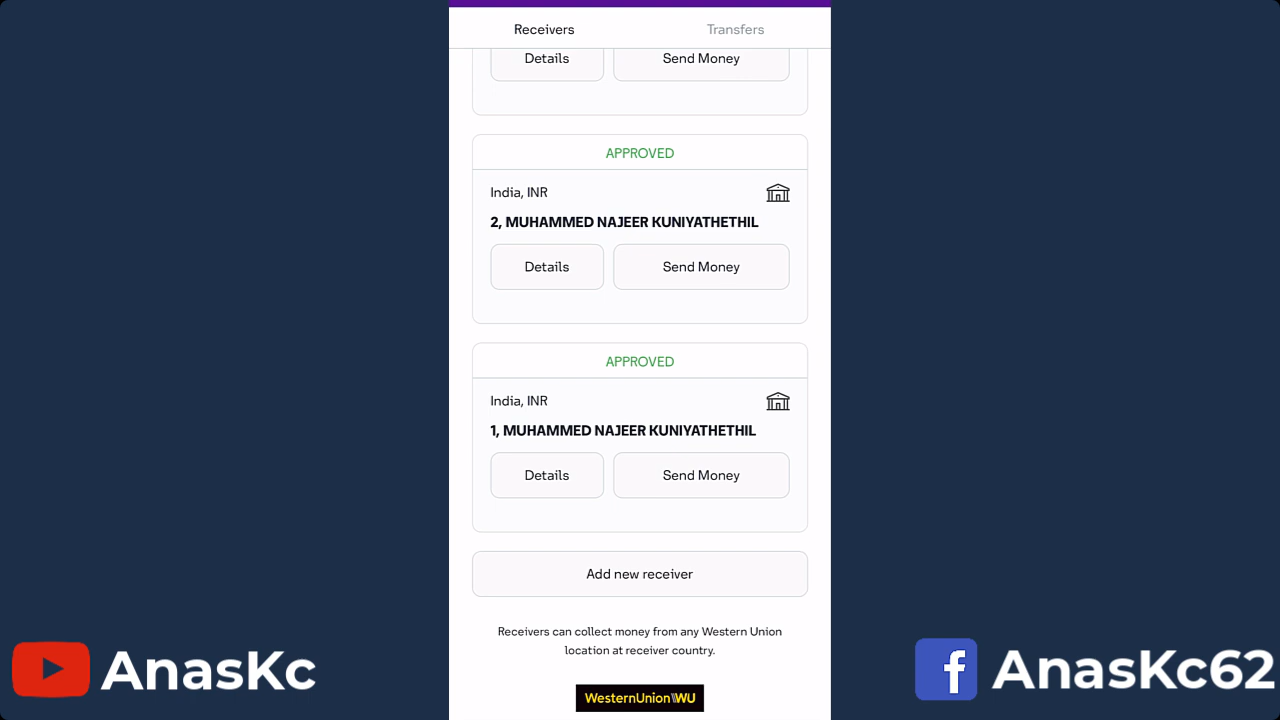 Receivers Transfers
Details Send Money
APPROVED
India, INR
2, MUHAMMED NAJEER KUNIYATHETHIL
Details Send Money
APPROVED
India, INR
1, MUHAMMED NAJEER KUNIYATHETHIL
Details Send Money
Add new receiver
Receivers can collect money from any Western Union
location at receiver country.
WesternUnion WU
AnasKc
AnasKc62